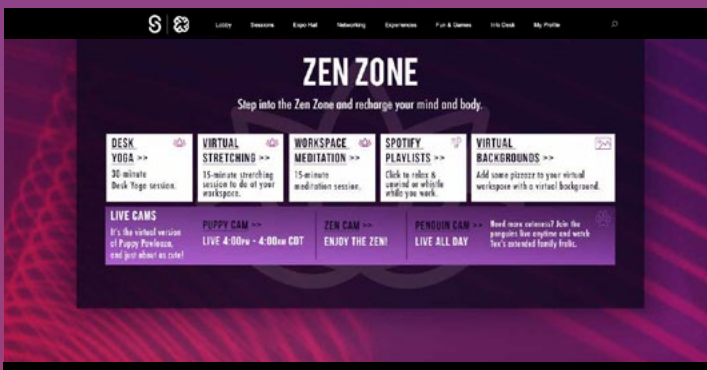 Lobby Sessions Expo Hall Networking Experiences Fun & Games Info Desk My Profile
ZEN ZONE
Step into the Zen Zone and recharge your mind and body.
DESK
YOGA >>
30-minute
Desk Yoga session.
VIRTUAL
STRETCHING >>
15-minute stretching
session to do at your
workspace.
WORKSPACE
MEDITATION >>
15-minute
meditation session.
SPOTIFY
PLAYLISTS >>
Click to relax &
unwind or whistle
while you work.
VIRTUAL
BACKGROUNDS >>
Add some pizzazz to your virtual
workspace with a virtual background.
LIVE CAMS
It's the virtual version
of Puppy Pawlooza,
and just about as cute!
PUPPY CAM >>
LIVE 4:00PM - 4:00AM CDT
ZEN CAM >>
ENJOY THE ZEN!
PENGUIN CAM >>
LIVE ALL DAY
Need more cuteness? Join the
penguins live anytime and watch
Tex's extended family frolic.